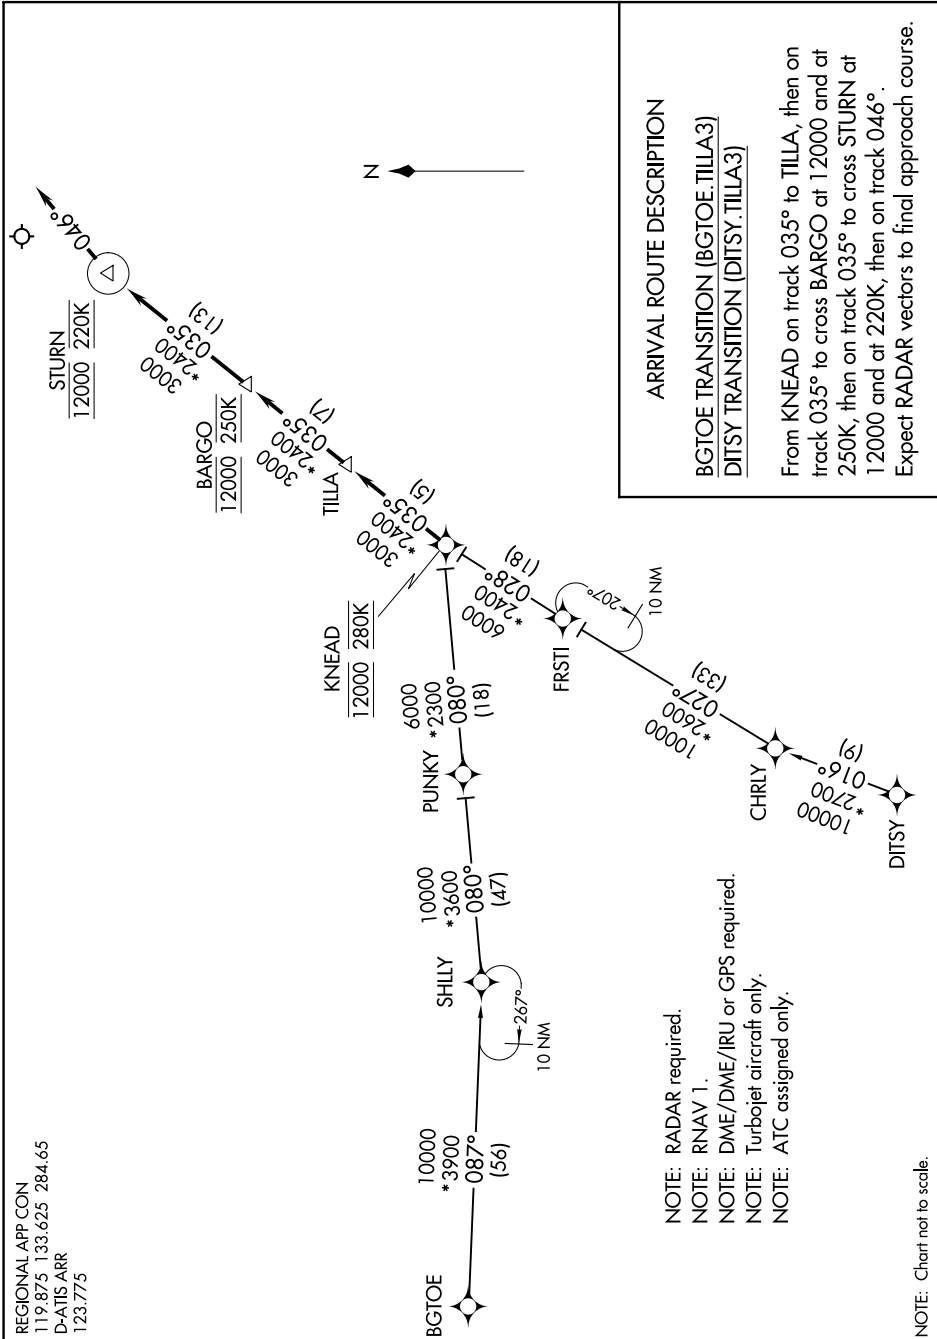 REGIONAL APP CON
119.875 133.625 284.65
D-ATIS ARR
123.775
STURN
12000 220K
046°
N
3000
*2400
035°
(13)
BARGO
12000 250K
3000
*2400
035°
(7)
TILLA
3000
*2400
035°
(5)
KNEAD
12000 280K
BGTOE
10000
*3900
087°
(56)
SHLLY
267°
10 NM
10000
*3600
080°
(47)
PUNKY
6000
*2300
080°
(18)
6000
*2400
028°
(18)
FRSTI
207°
10 NM
10000
*2600
027°
(33)
CHRLY
10000
*2700
016°
(9)
DITSY
NOTE: RADAR required.
NOTE: RNAV 1.
NOTE: DME/DME/IRU or GPS required.
NOTE: Turbojet aircraft only.
NOTE: ATC assigned only.
NOTE: Chart not to scale.
ARRIVAL ROUTE DESCRIPTION
BGTOE TRANSITION (BGTOE.TILLA3)
DITSY TRANSITION (DITSY.TILLA3)
From KNEAD on track 035° to TILLA, then on
track 035° to cross BARGO at 12000 and at
250K, then on track 035° to cross STURN at
12000 and at 220K, then on track 046°.
Expect RADAR vectors to final approach course.